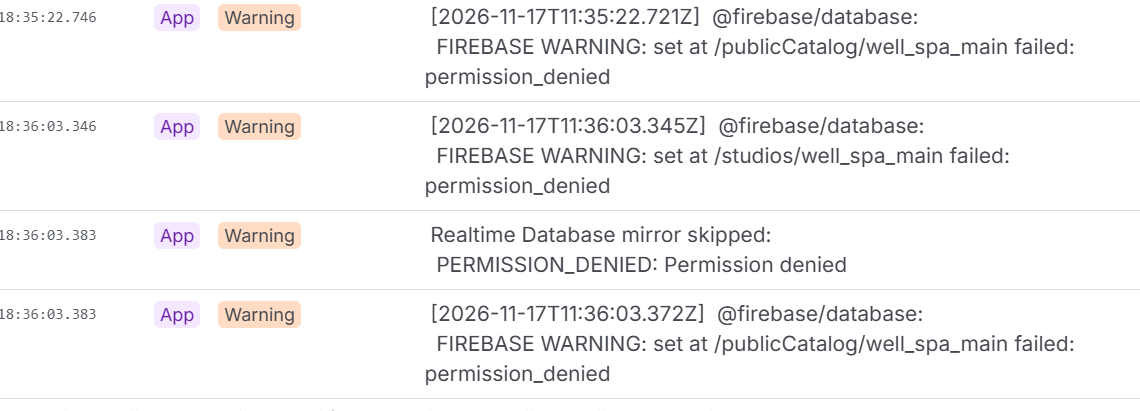 18:35:22.746 App Warning [2026-11-17T11:35:22.721Z] @firebase/database:
FIREBASE WARNING: set at /publicCatalog/well_spa_main failed:
permission_denied
18:36:03.346 App Warning [2026-11-17T11:36:03.345Z] @firebase/database:
FIREBASE WARNING: set at /studios/well_spa_main failed:
permission_denied
18:36:03.383 App Warning Realtime Database mirror skipped:
PERMISSION_DENIED: Permission denied
18:36:03.383 App Warning [2026-11-17T11:36:03.372Z] @firebase/database:
FIREBASE WARNING: set at /publicCatalog/well_spa_main failed:
permission_denied